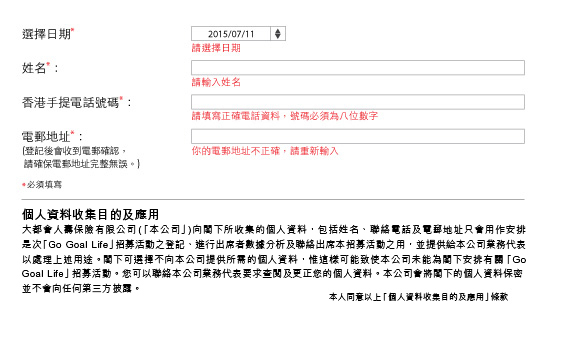 選擇日期*
2015/07/11
請選擇日期
姓名*：
請輸入姓名
香港手提電話號碼*：
請填寫正確電話資料，號碼必須為八位數字
電郵地址*：
(登記後會收到電郵確認，
請確保電郵地址完整無誤。)
你的電郵地址不正確，請重新輸入
*必須填寫
個人資料收集目的及應用
大都會人壽保險有限公司(「本公司」)向閣下所收集的個人資料，包括姓名、聯絡電話及電郵地址只會用作安排
是次「Go Goal Life」招募活動之登記、進行出席者數據分析及聯絡出席本招募活動之用，並提供給本公司業務代表
以處理上述用途。閣下可選擇不向本公司提供所需的個人資料，惟這樣可能致使本公司未能為閣下安排有關「Go
Goal Life」招募活動。您可以聯絡本公司業務代表要求查閱及更正您的個人資料。本公司會將閣下的個人資料保密
並不會向任何第三方披露。
本人同意以上「個人資料收集目的及應用」條款